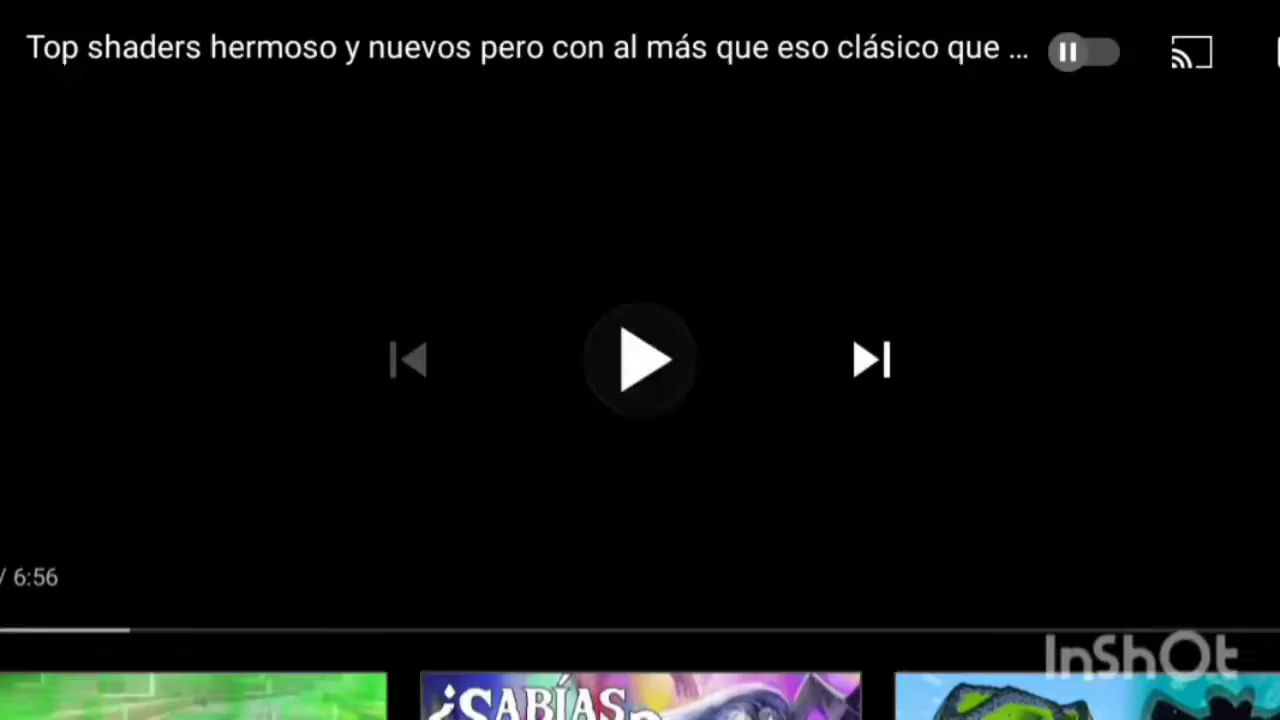 Top shaders hermoso y nuevos pero con al más que eso clásico que ...
/ 6:56
InShOt
¿SABÍAS